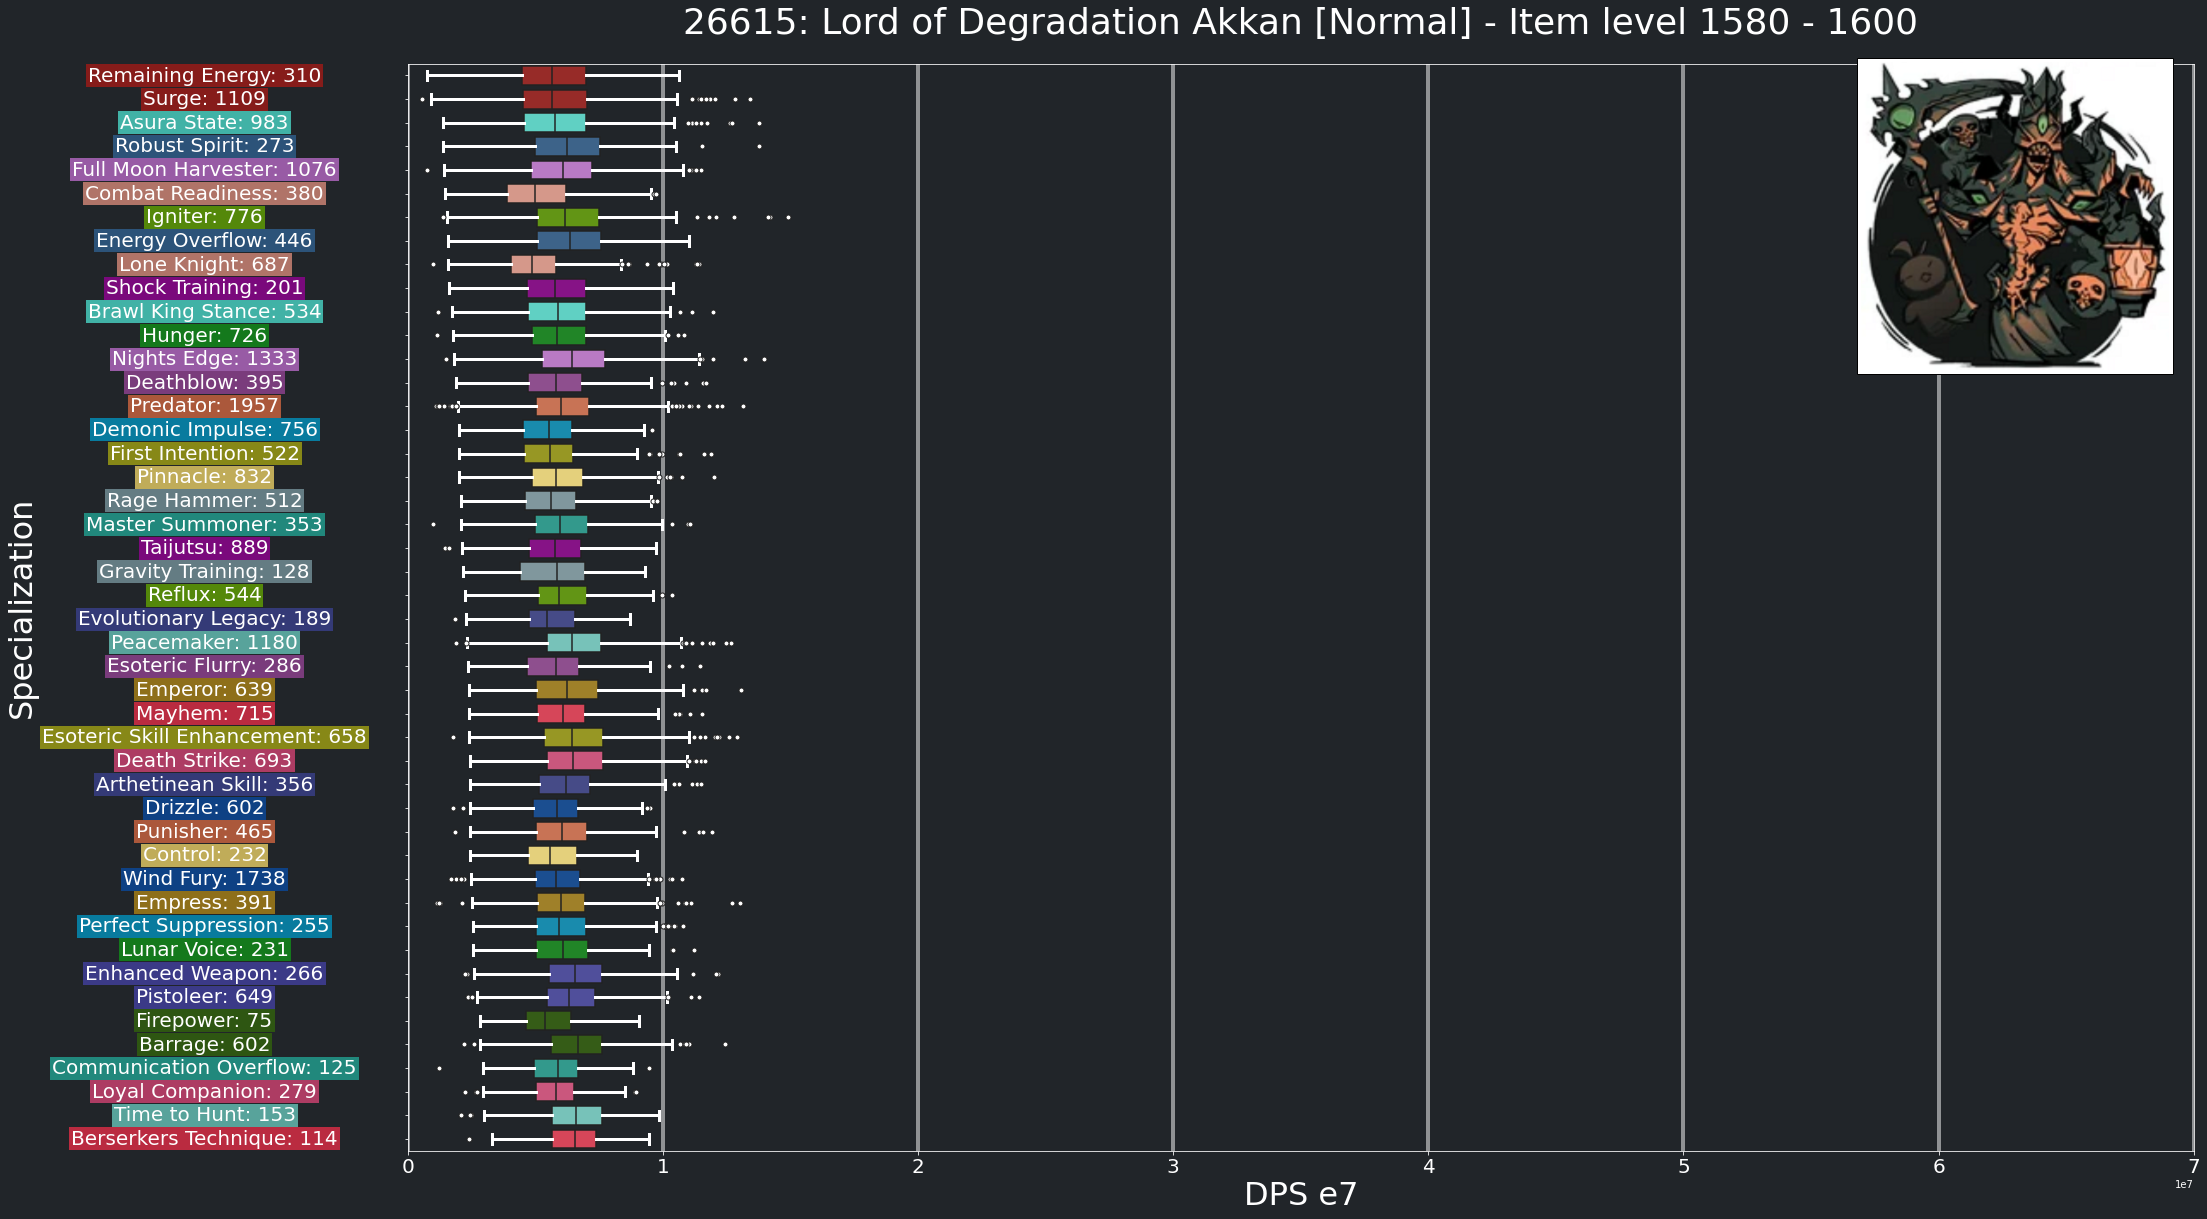 26615: Lord of Degradation Akkan [Normal] - Item level 1580 - 1600
Remaining Energy: 310
Surge: 1109
Asura State: 983
Robust Spirit: 273
Full Moon Harvester: 1076
Combat Readiness: 380
Igniter: 776
Energy Overflow: 446
Lone Knight: 687
Shock Training: 201
Brawl King Stance: 534
Hunger: 726
Nights Edge: 1333
Deathblow: 395
Predator: 1957
Demonic Impulse: 756
First Intention: 522
Pinnacle: 832
Rage Hammer: 512
Master Summoner: 353
Taijutsu: 889
Gravity Training: 128
Reflux: 544
Evolutionary Legacy: 189
Peacemaker: 1180
Esoteric Flurry: 286
Emperor: 639
Mayhem: 715
Esoteric Skill Enhancement: 658
Death Strike: 693
Arthetinean Skill: 356
Drizzle: 602
Punisher: 465
Control: 232
Wind Fury: 1738
Empress: 391
Perfect Suppression: 255
Lunar Voice: 231
Enhanced Weapon: 266
Pistoleer: 649
Firepower: 75
Barrage: 602
Communication Overflow: 125
Loyal Companion: 279
Time to Hunt: 153
Berserkers Technique: 114
Specialization
0 1 2 3 4 5 6 7
1e7
DPS e7